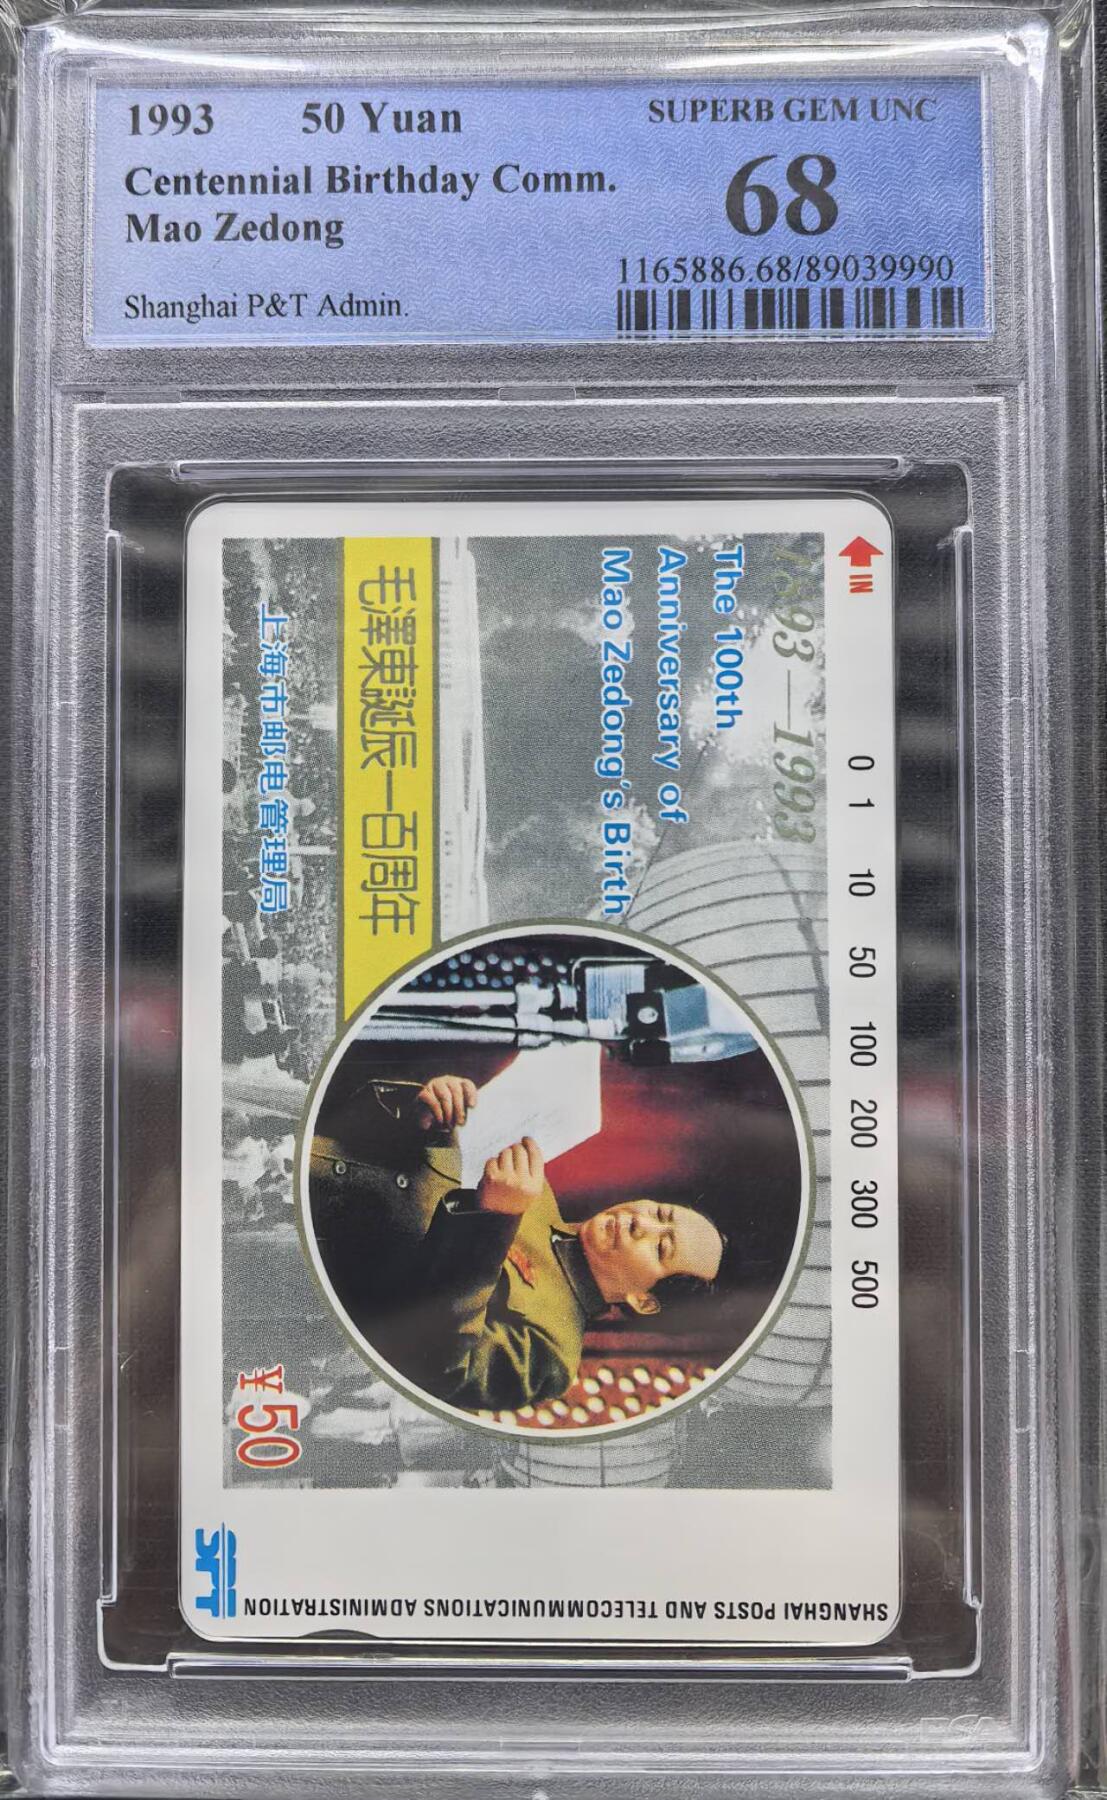 1993 50 Yuan
Centennial Birthday Comm.
Mao Zedong
Shanghai P&T Admin.
SUPERB GEM UNC
68
1165886.68/89039990
IN
0 1 10 50 100 200 300 500
1893—1993
The 100th
Anniversary of
Mao Zedong's Birth
毛澤東誕辰一百周年
上海市邮电管理局
¥50
SPT
SHANGHAI POSTS AND TELECOMMUNICATIONS ADMINISTRATION